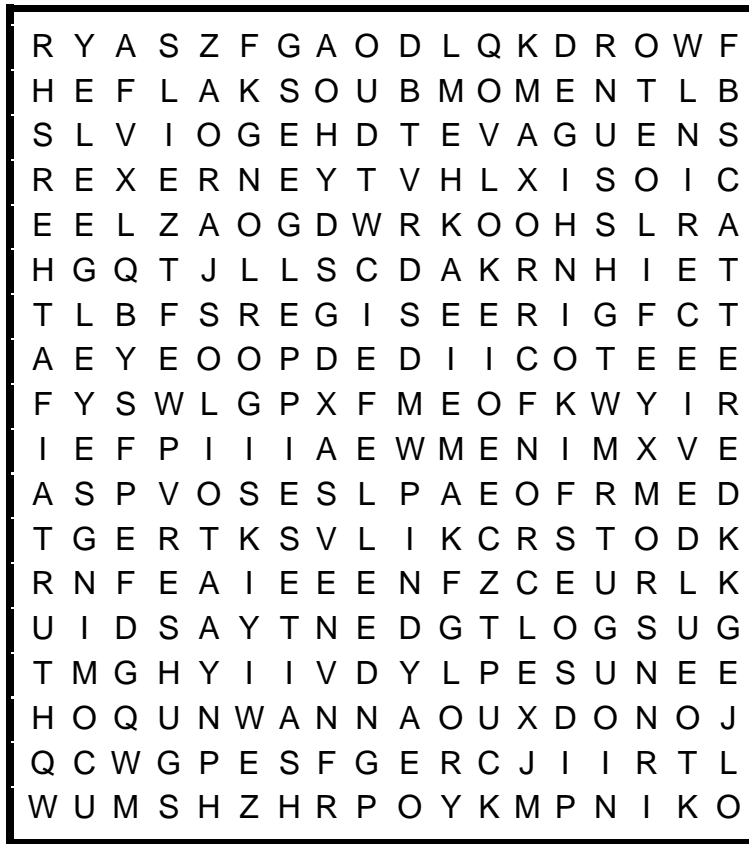 R Y A S Z F G A O D L Q K D R O W F
H E F L A K S O U B M O M E N T L B
S L V I O G E H D T E V A G U E N S
R E X E R N E Y T V H L X I S O I C
E E L Z A O G D W R K O O H S L R A
H G Q T J L L S C D A K R N H I E T
T L B F S R E G I S E E R I G F C T
A E Y E O O P D E D I I C O T E E E
F Y S W L G P X F M E O F K W Y I R
I E F P I I I A E W M E N I M X V E
A S P V O S E S L P A E O F R M E D
T G E R T K S V L I K C R S T O D K
R N F E A I E E E N F Z C E U R L K
U I D S A Y T N E D G T L O G S U G
T M G H Y I I V D Y L P E S U N E E
H O Q U N W A N N A O U X D O N O J
Q C W G P E S F G E R C J I I R T L
W U M S H Z H R P O Y K M P N I K O